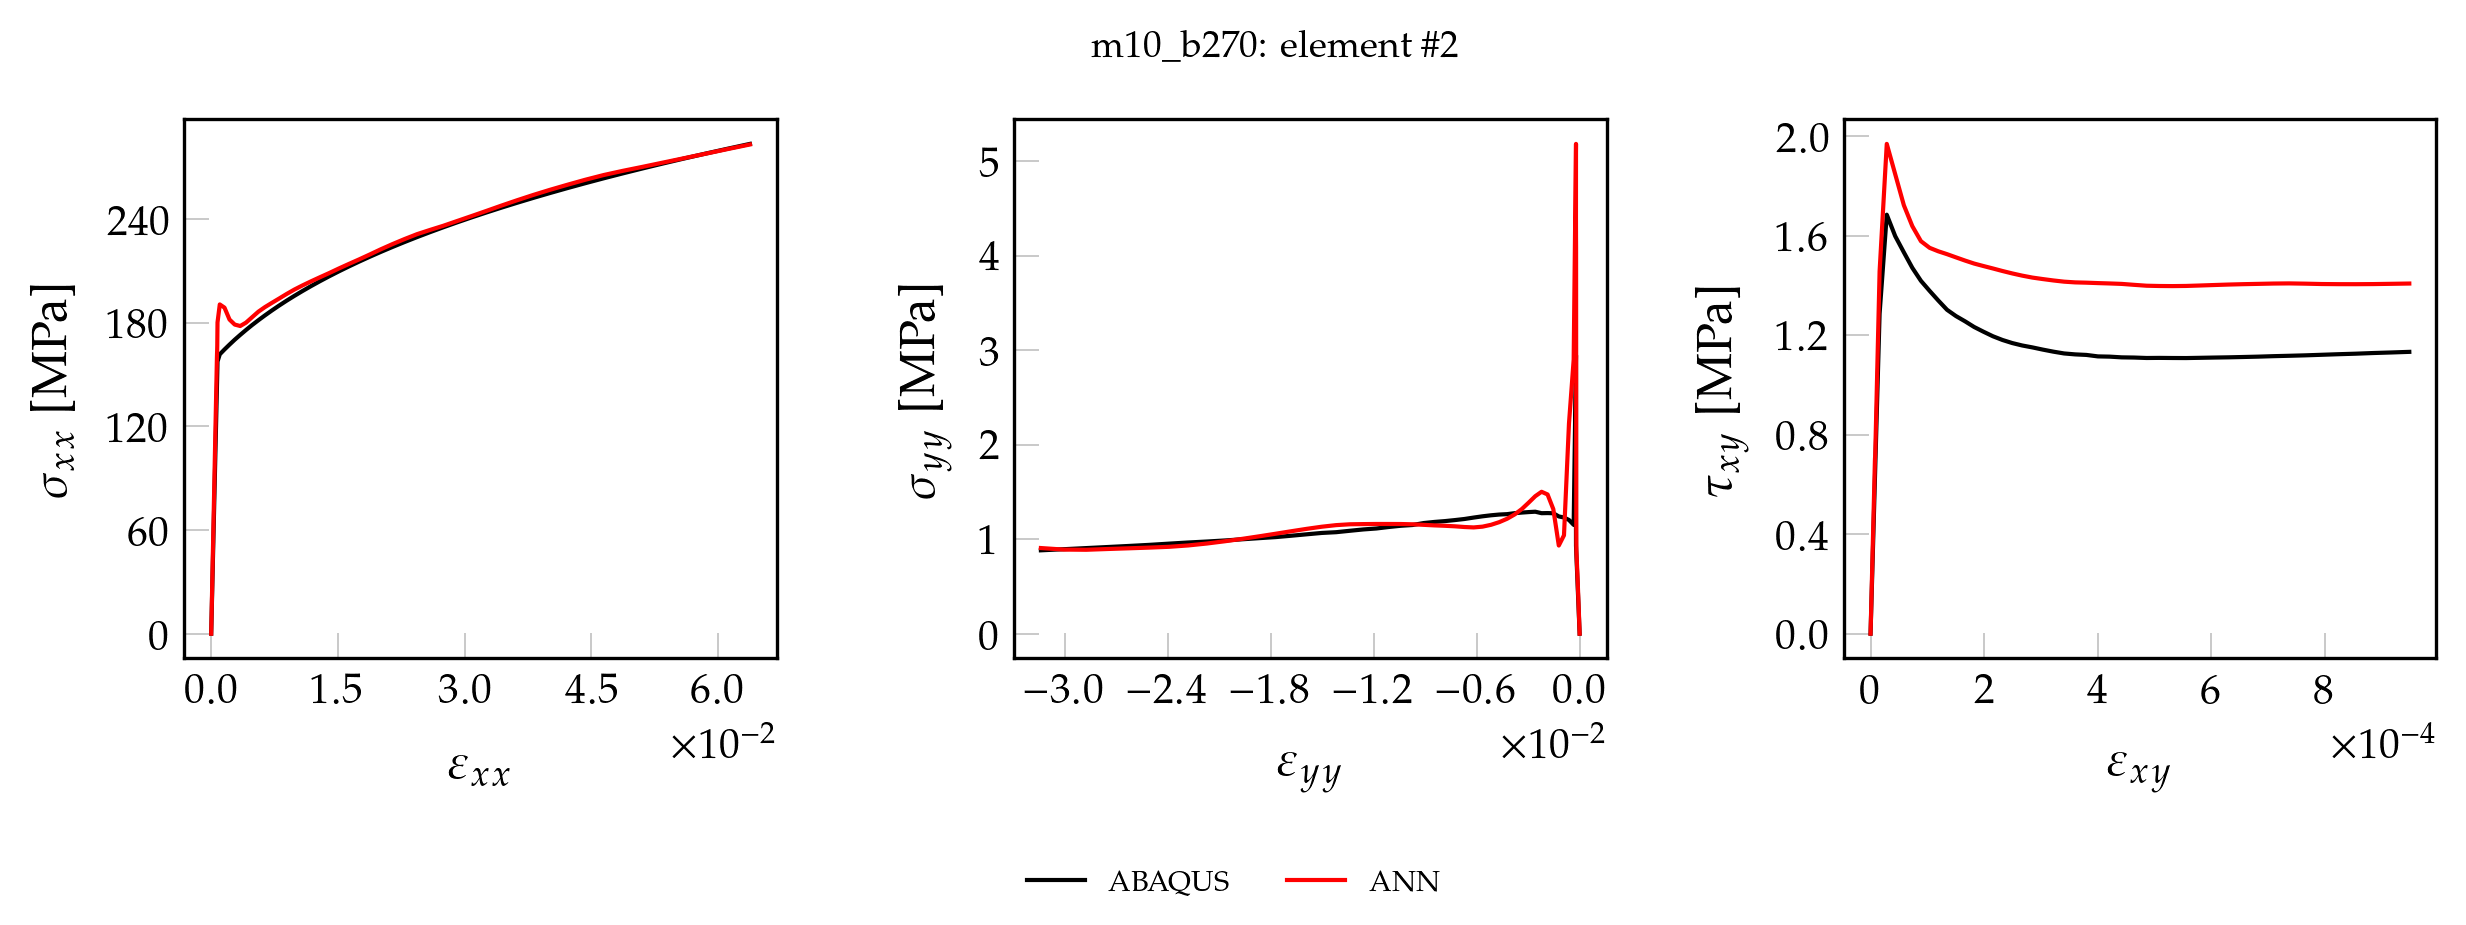 m10_b270: element #2
σxx [MPa]
240
180
120
60
0
0.0 1.5 3.0 4.5 6.0
×10−2
εxx
σyy [MPa]
5
4
3
2
1
0
−3.0 −2.4 −1.8 −1.2 −0.6 0.0
×10−2
εyy
τxy [MPa]
2.0
1.6
1.2
0.8
0.4
0.0
0 2 4 6 8
×10−4
εxy
ABAQUS ANN